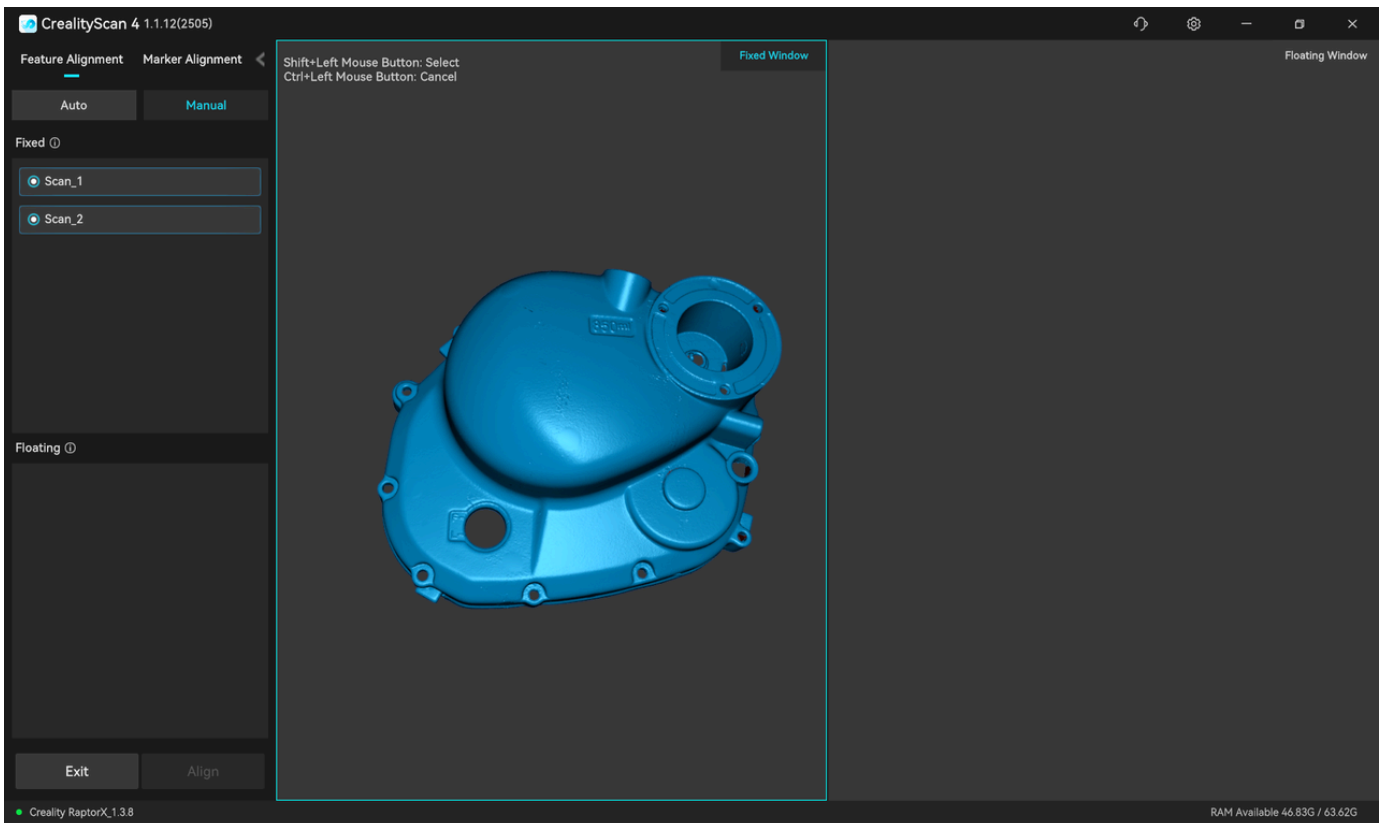 CrealityScan 4 1.1.12(2505)
Feature Alignment Marker Alignment
Auto Manual
Fixed
Scan_1
Scan_2
Floating
Exit Align
Shift+Left Mouse Button: Select
Ctrl+Left Mouse Button: Cancel
Fixed Window
Floating Window
Creality RaptorX_1.3.8
RAM Available 46.83G / 63.62G